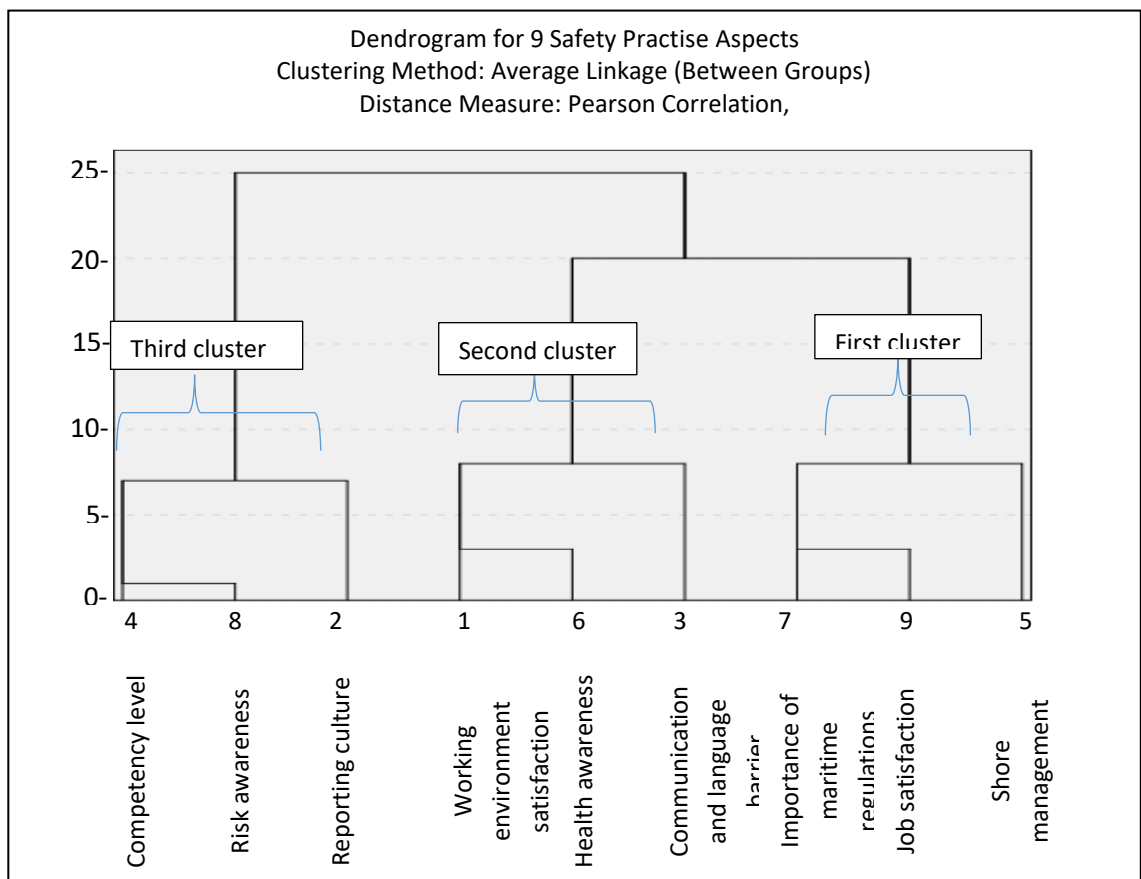 Dendrogram for 9 Safety Practise Aspects
Clustering Method: Average Linkage (Between Groups)
Distance Measure: Pearson Correlation,
25-
20-
15-
10-
5-
0-
Third cluster
Second cluster
First cluster
4 8 2 1 6 3 7 9 5
Competency level
Risk awareness
Reporting culture
Working
environment
satisfaction
Health awareness
Communication
and language
barrier
Importance of
maritime
regulations
Job satisfaction
Shore
management